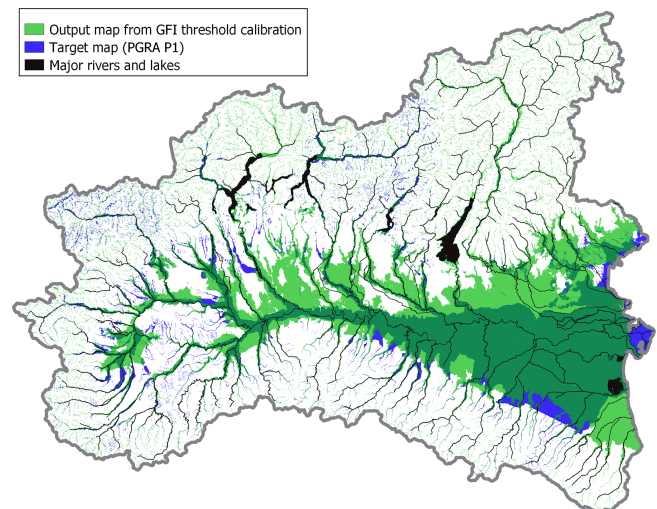 Output map from GFI threshold calibration
Target map (PGRA P1)
Major rivers and lakes